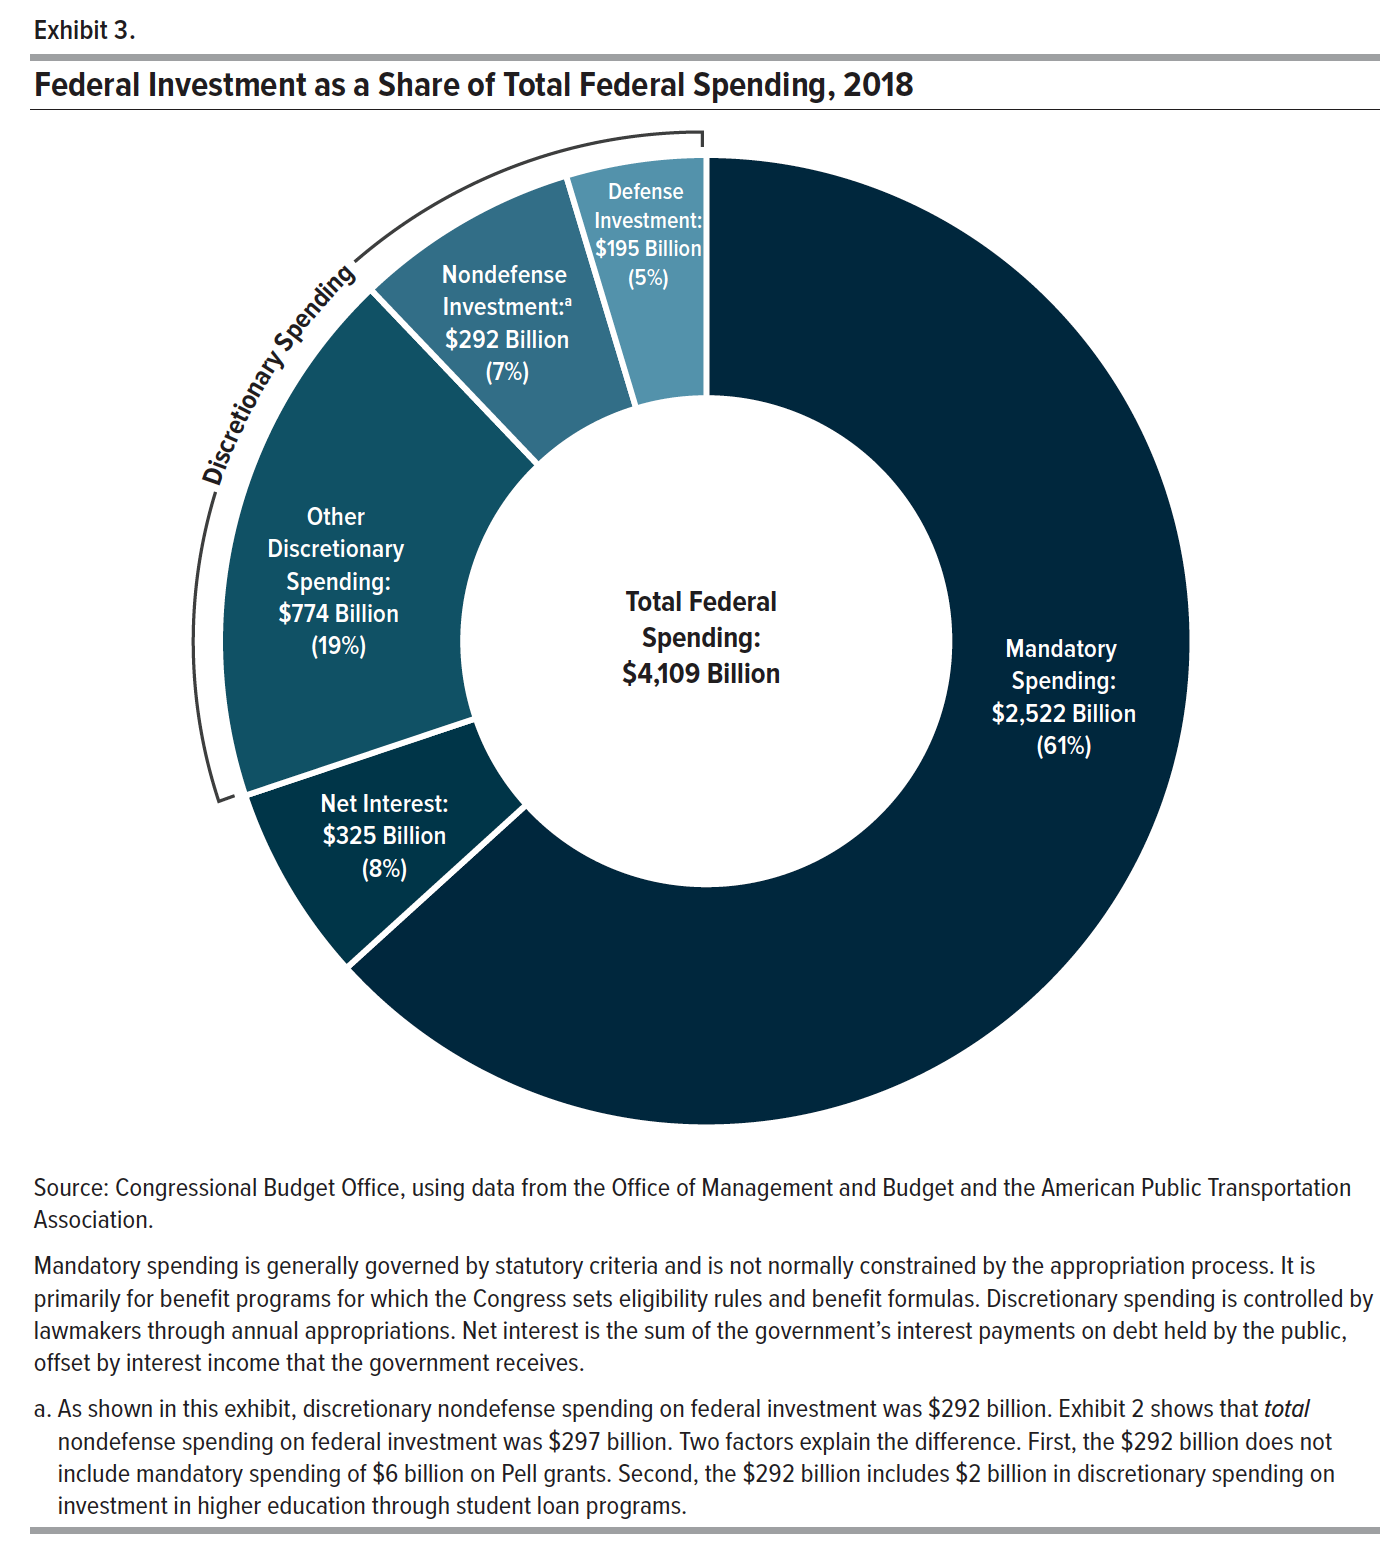 Exhibit 3.
Federal Investment as a Share of Total Federal Spending, 2018
Discretionary Spending
Defense
Investment:
$195 Billion
(5%)
Nondefense
Investment:ᵃ
$292 Billion
(7%)
Other
Discretionary
Spending:
$774 Billion
(19%)
Net Interest:
$325 Billion
(8%)
Total Federal
Spending:
$4,109 Billion
Mandatory
Spending:
$2,522 Billion
(61%)
Source: Congressional Budget Office, using data from the Office of Management and Budget and the American Public Transportation
Association.
Mandatory spending is generally governed by statutory criteria and is not normally constrained by the appropriation process. It is
primarily for benefit programs for which the Congress sets eligibility rules and benefit formulas. Discretionary spending is controlled by
lawmakers through annual appropriations. Net interest is the sum of the government’s interest payments on debt held by the public,
offset by interest income that the government receives.
a. As shown in this exhibit, discretionary nondefense spending on federal investment was $292 billion. Exhibit 2 shows that total
nondefense spending on federal investment was $297 billion. Two factors explain the difference. First, the $292 billion does not
include mandatory spending of $6 billion on Pell grants. Second, the $292 billion includes $2 billion in discretionary spending on
investment in higher education through student loan programs.